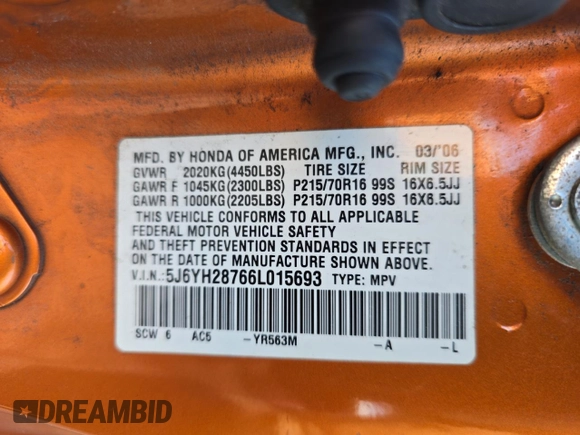 MFD. BY HONDA OF AMERICA MFG., INC. 03/'06
GVWR 2020KG(4450LBS) TIRE SIZE RIM SIZE
GAWR F 1045KG(2300LBS) P215/70R16 99S 16X6.5JJ
GAWR R 1000KG(2205LBS) P215/70R16 99S 16X6.5JJ
THIS VEHICLE CONFORMS TO ALL APPLICABLE
FEDERAL MOTOR VEHICLE SAFETY
AND THEFT PREVENTION STANDARDS IN EFFECT
ON THE DATE OF MANUFACTURE SHOWN ABOVE.
V.I.N.: 5J6YH28766L015693 TYPE: MPV
SCW 6 AC5 -YR563M -A -L
DREAMBID